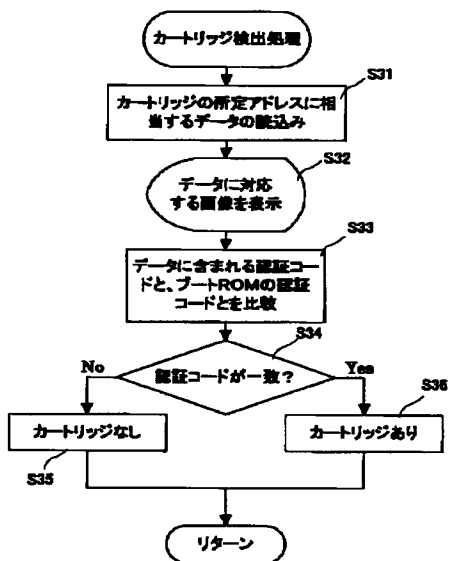 カートリッジ検出処理
S31
カートリッジの所定アドレスに相
当するデータの読込み
S32
データに対応
する画像を表示
S33
データに含まれる認証コー
ドと、ブートROMの認証
コードとを比較
S34
No
認証コードが一致？
Yes
S36
カートリッジなし
カートリッジあり
S35
リターン